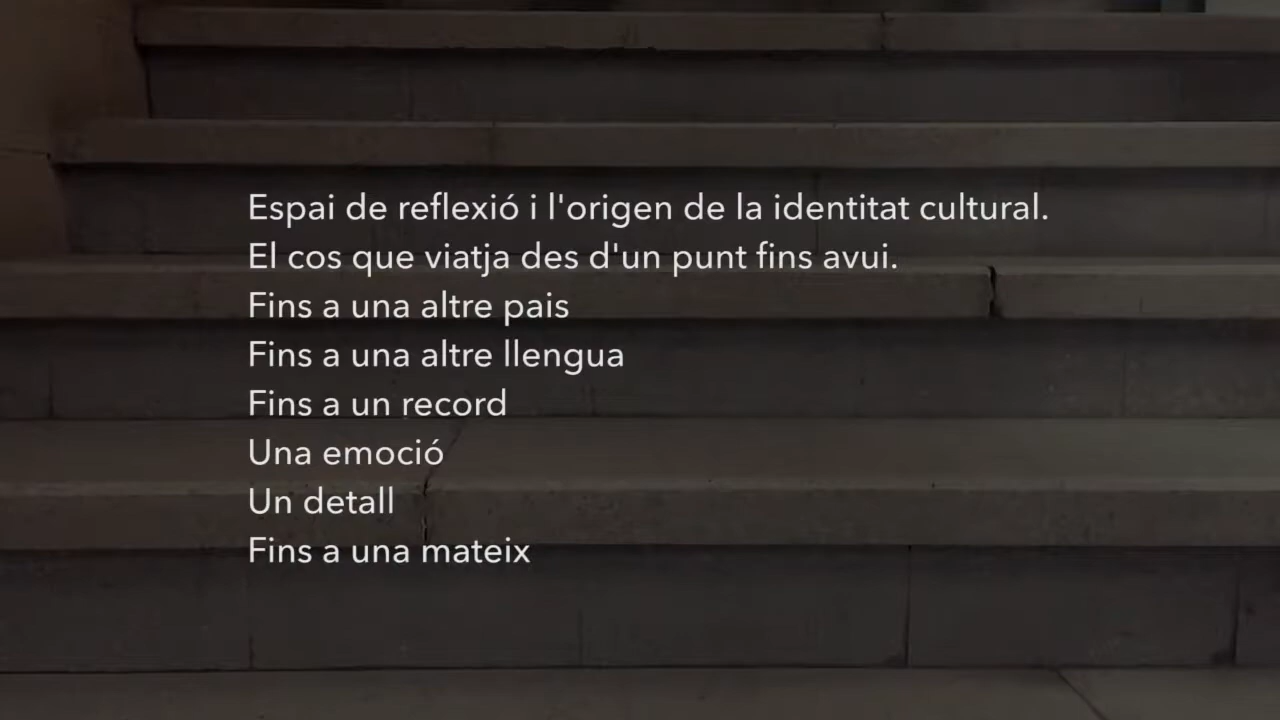 Espai de reflexió i l'origen de la identitat cultural.
El cos que viatja des d'un punt fins avui.
Fins a una altre pais
Fins a una altre llengua
Fins a un record
Una emoció
Un detall
Fins a una mateix